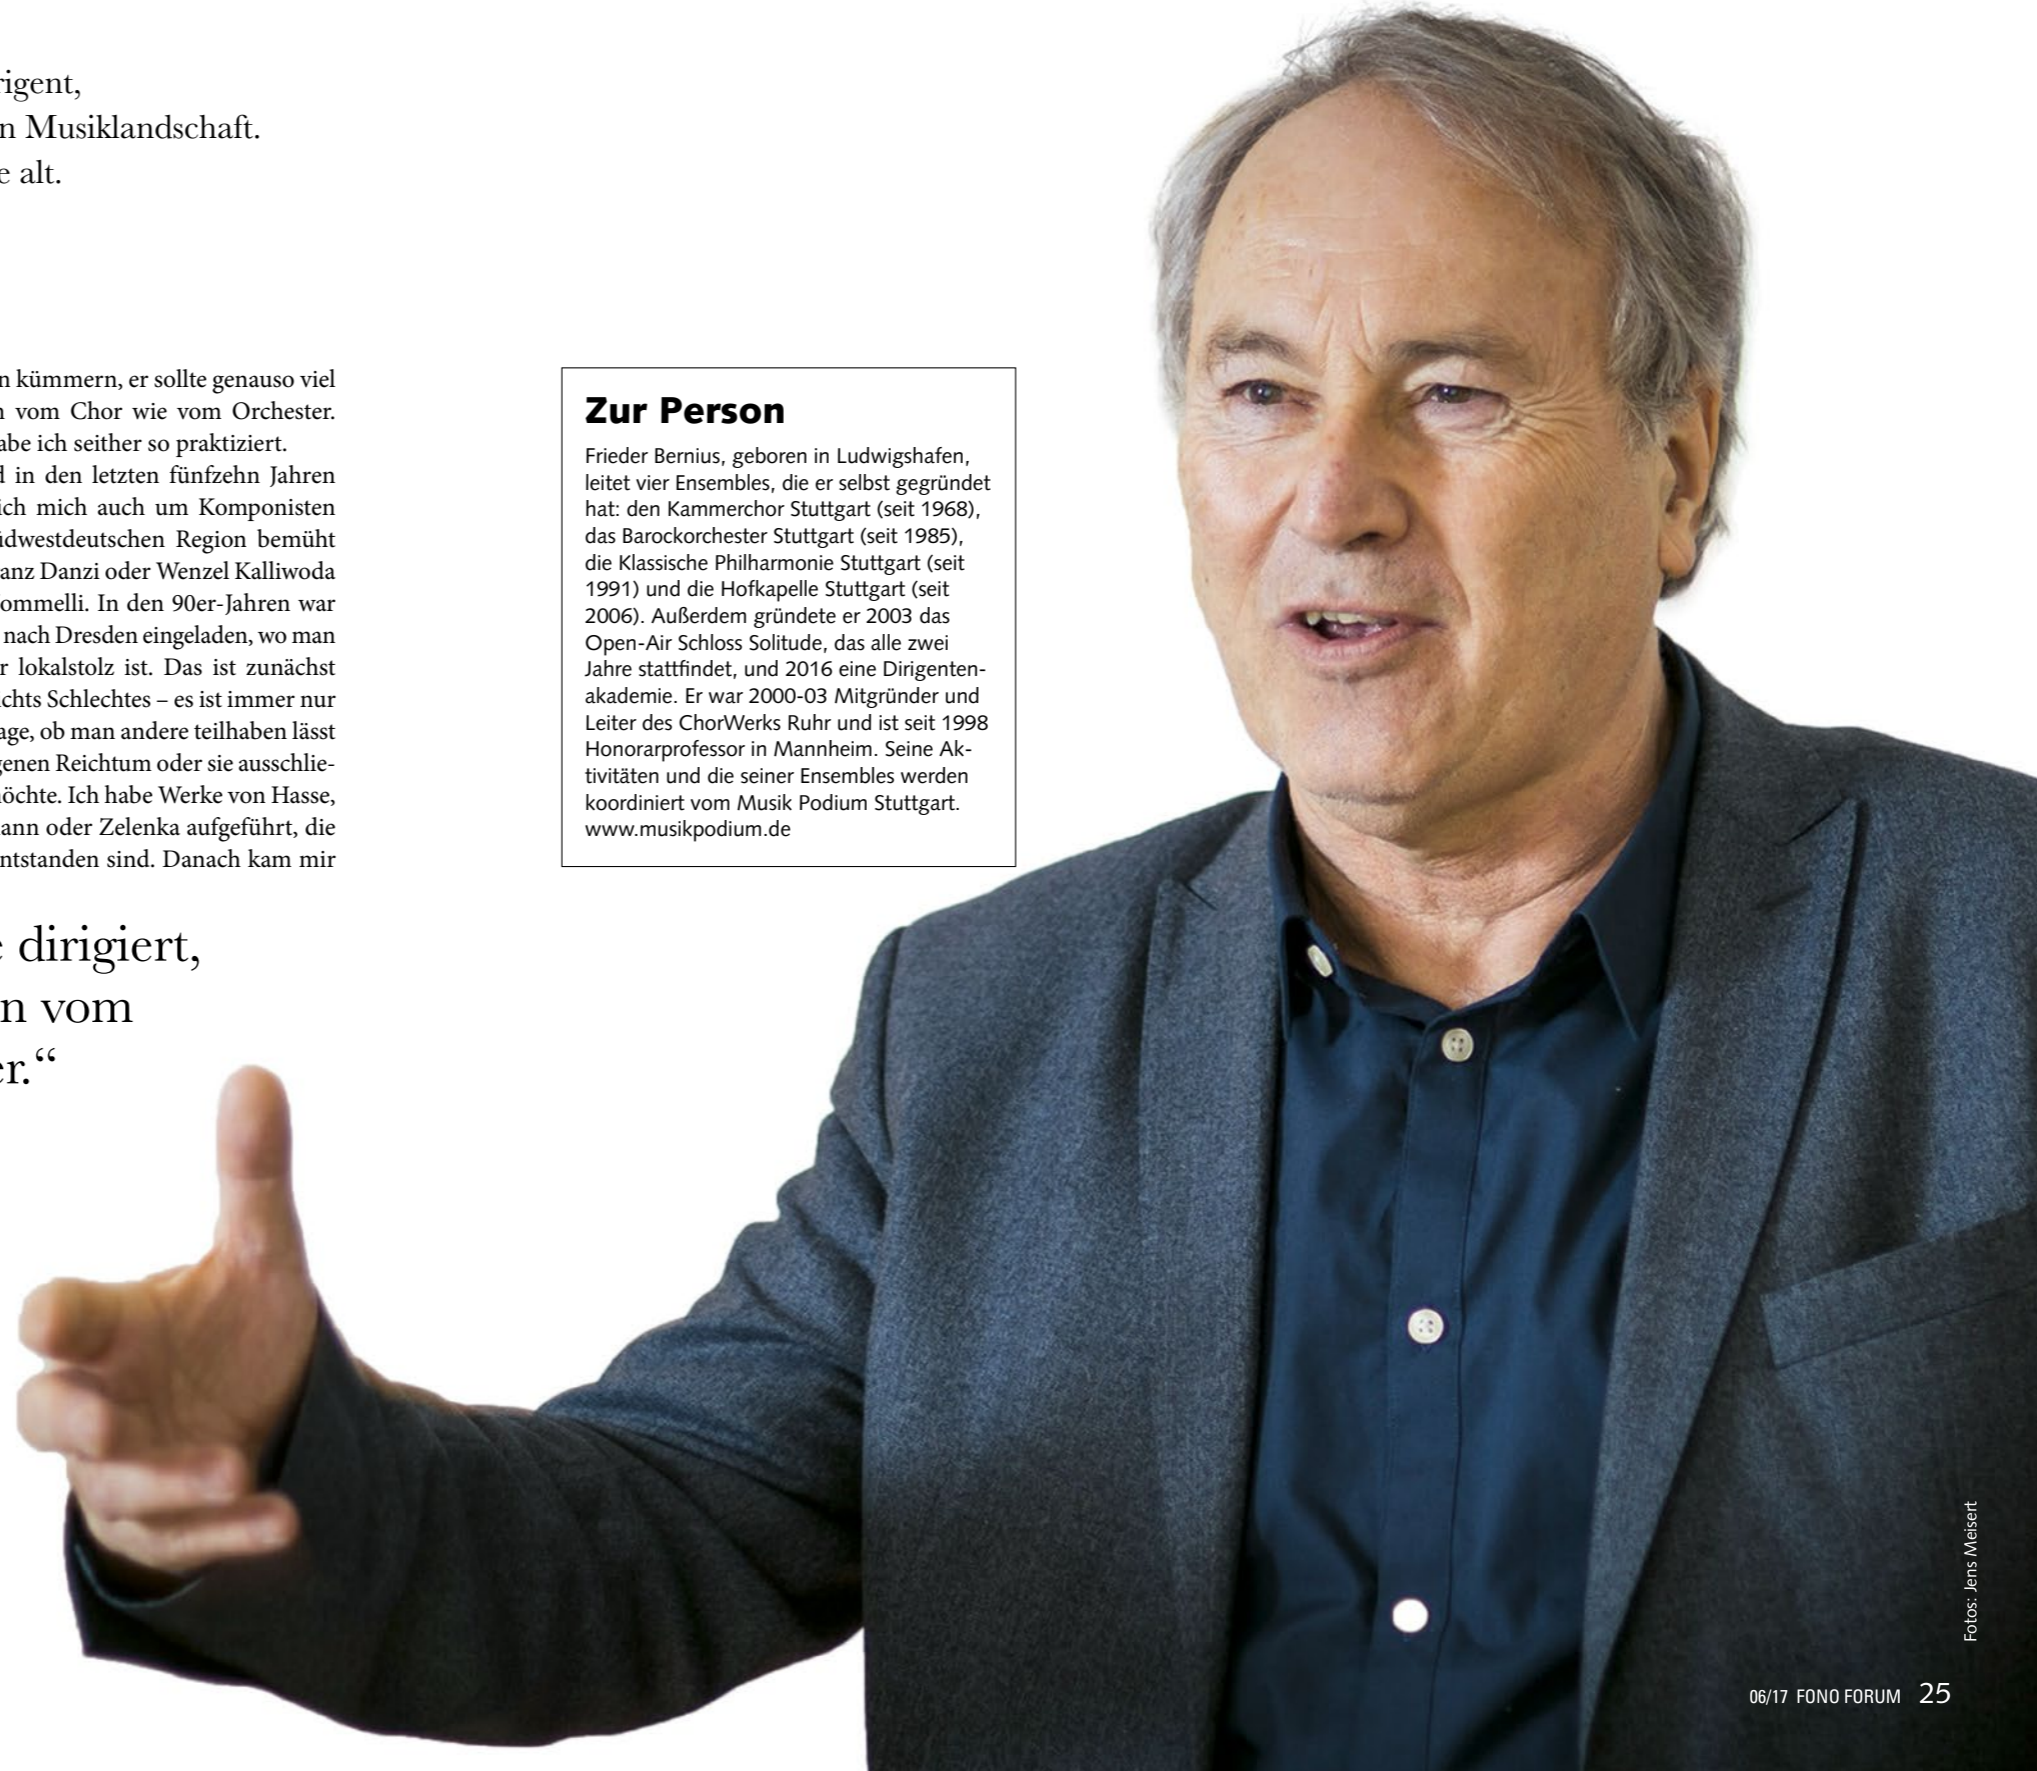 rigent,
n Musiklandschaft.
e alt.
n kümmern, er sollte genauso viel
n vom Chor wie vom Orchester.
abe ich seither so praktiziert.
d in den letzten fünfzehn Jahren
ich mich auch um Komponisten
üdwestdeutschen Region bemüht
anz Danzi oder Wenzel Kalliwoda
ommelli. In den 90er-Jahren war
nach Dresden eingeladen, wo man
r lokalstolz ist. Das ist zunächst
ichts Schlechtes – es ist immer nur
age, ob man andere teilhaben lässt
genen Reichtum oder sie ausschlie-
möchte. Ich habe Werke von Hasse,
ann oder Zelenka aufgeführt, die
ntstanden sind. Danach kam mir
e dirigiert,
n vom
er.“
Zur Person
Frieder Bernius, geboren in Ludwigshafen,
leitet vier Ensembles, die er selbst gegründet
hat: den Kammerchor Stuttgart (seit 1968),
das Barockorchester Stuttgart (seit 1985),
die Klassische Philharmonie Stuttgart (seit
1991) und die Hofkapelle Stuttgart (seit
2006). Außerdem gründete er 2003 das
Open-Air Schloss Solitude, das alle zwei
Jahre stattfindet, und 2016 eine Dirigenten-
akademie. Er war 2000-03 Mitgründer und
Leiter des ChorWerks Ruhr und ist seit 1998
Honorarprofessor in Mannheim. Seine Ak-
tivitäten und die seiner Ensembles werden
koordiniert vom Musik Podium Stuttgart.
www.musikpodium.de
Fotos: Jens Meisert
06/17 FONO FORUM 25